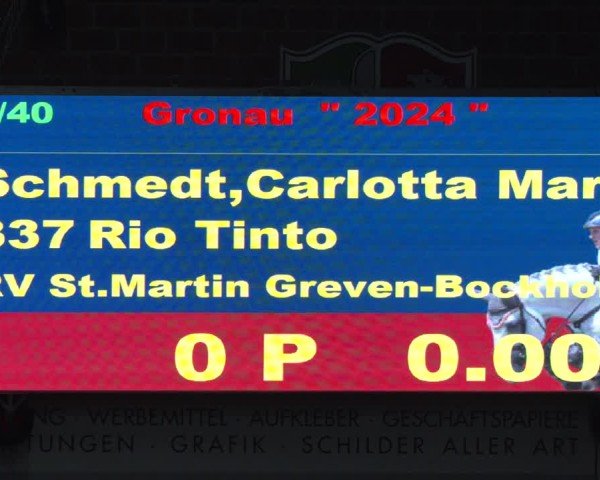 /40 Gronau " 2024 "
Schmedt,Carlotta Mar
337 Rio Tinto
RV St.Martin Greven-Bockho
0 P 0.00
NG · WERBEMITTEL · AUFKLEBER · GESCHÄFTSPAPIERE
TUNGEN · GRAFIK · SCHILDER ALLER ART